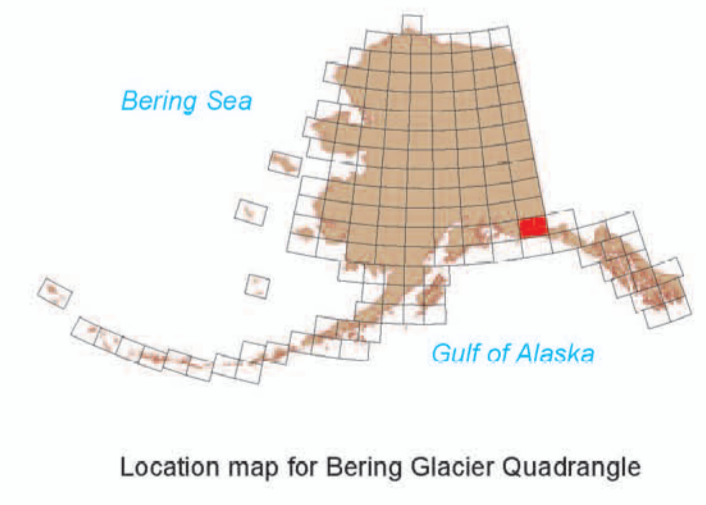 Bering Sea
Gulf of Alaska
Location map for Bering Glacier Quadrangle